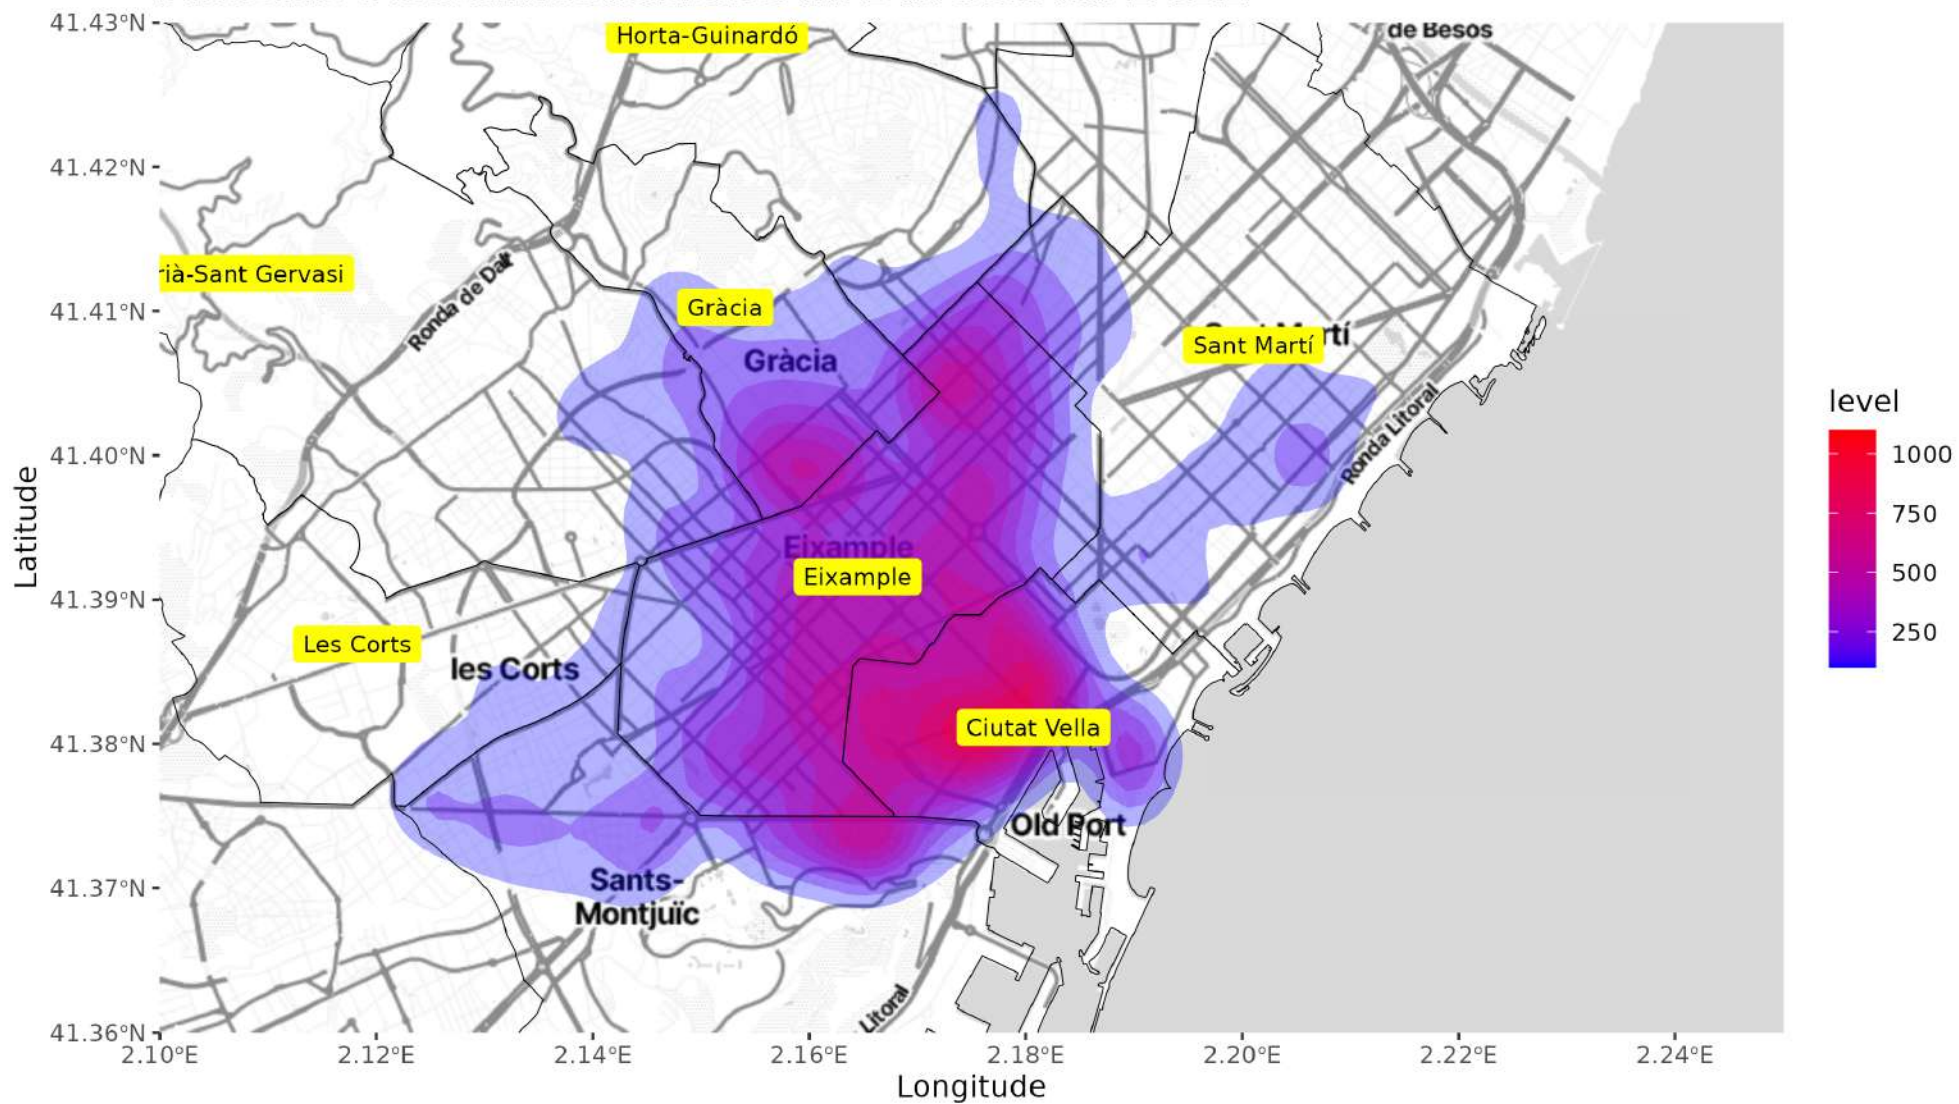 41.43°N
41.42°N
41.41°N
41.40°N
41.39°N
41.38°N
41.37°N
41.36°N
Latitude
Horta-Guinardó
de Besòs
rià-Sant Gervasi
Ronda de Dalt
Gràcia
Gràcia
Sant Martí
Sant Martí
Ronda Litoral
Eixample
Eixample
Les Corts
les Corts
Ciutat Vella
Old Port
Sants-
Montjuïc
Litoral
2.10°E
2.12°E
2.14°E
2.16°E
2.18°E
2.20°E
2.22°E
2.24°E
Longitude
level
1000
750
500
250